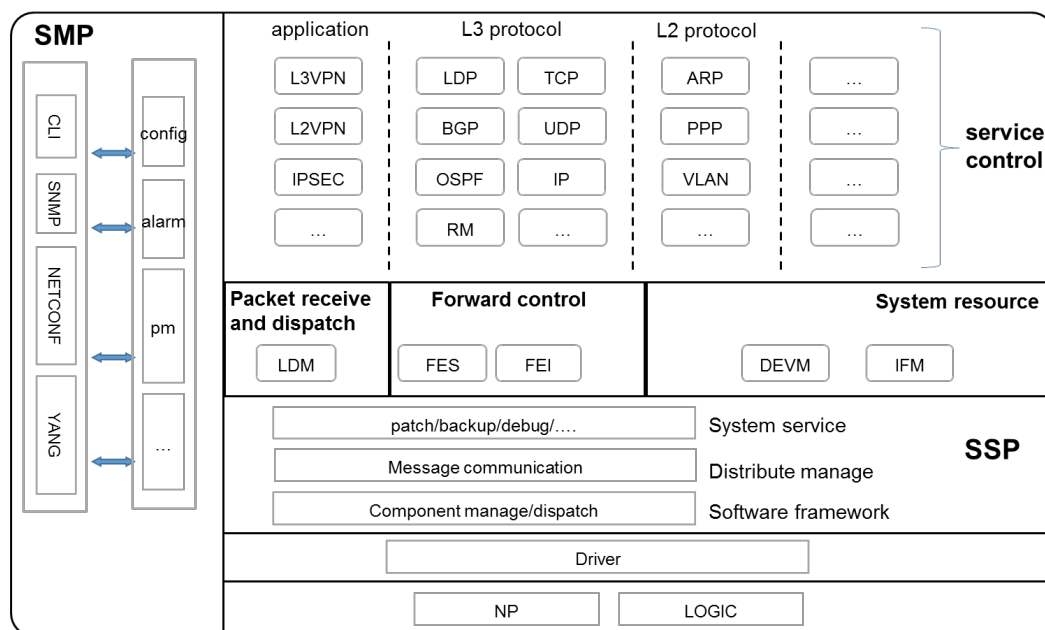 SMP
CLI
SNMP
NETCONF
YANG
config
alarm
pm
…
application
L3 protocol
L2 protocol
L3VPN
LDP
TCP
ARP
…
L2VPN
BGP
UDP
PPP
…
IPSEC
OSPF
IP
VLAN
…
…
RM
…
…
…
service
control
Packet receive
and dispatch
LDM
Forward control
FES
FEI
System resource
DEVM
IFM
patch/backup/debug/….
System service
Message communication
Distribute manage
Component manage/dispatch
Software framework
SSP
Driver
NP
LOGIC